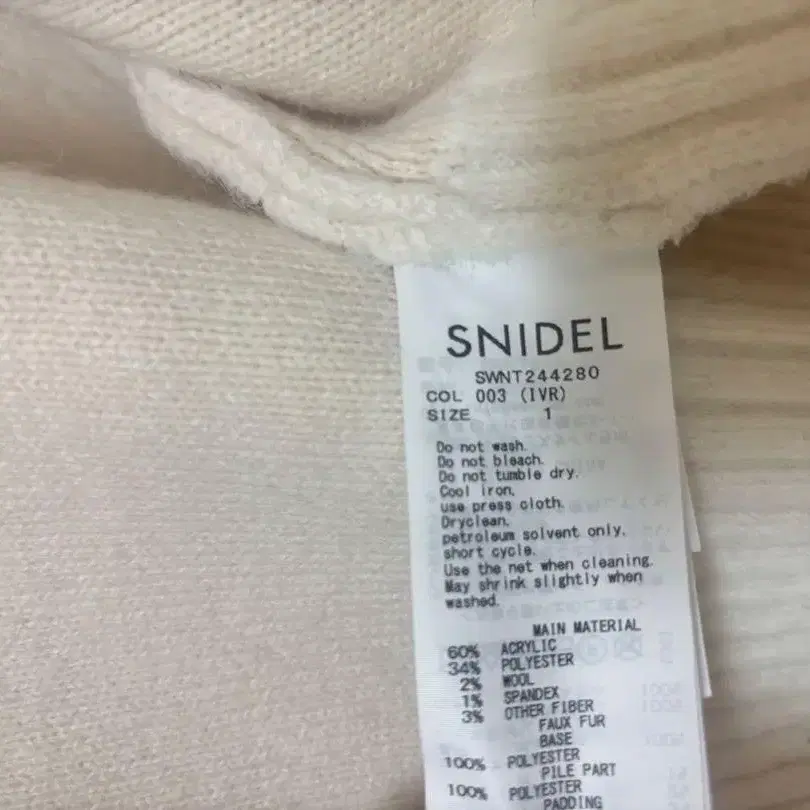 SNIDEL
SWNT244280
COL 003 (IVR)
SIZE 1
Do not wash.
Do not bleach.
Do not tumble dry.
Cool iron,
use press cloth.
Dryclean,
petroleum solvent only,
short cycle.
Use the net when cleaning.
May shrink slightly when
washed.
MAIN MATERIAL
60% ACRYLIC
34% POLYESTER
2% WOOL
1% SPANDEX
3% OTHER FIBER
FAUX FUR
BASE
100% POLYESTER
PILE PART
100% POLYESTER
PADDING